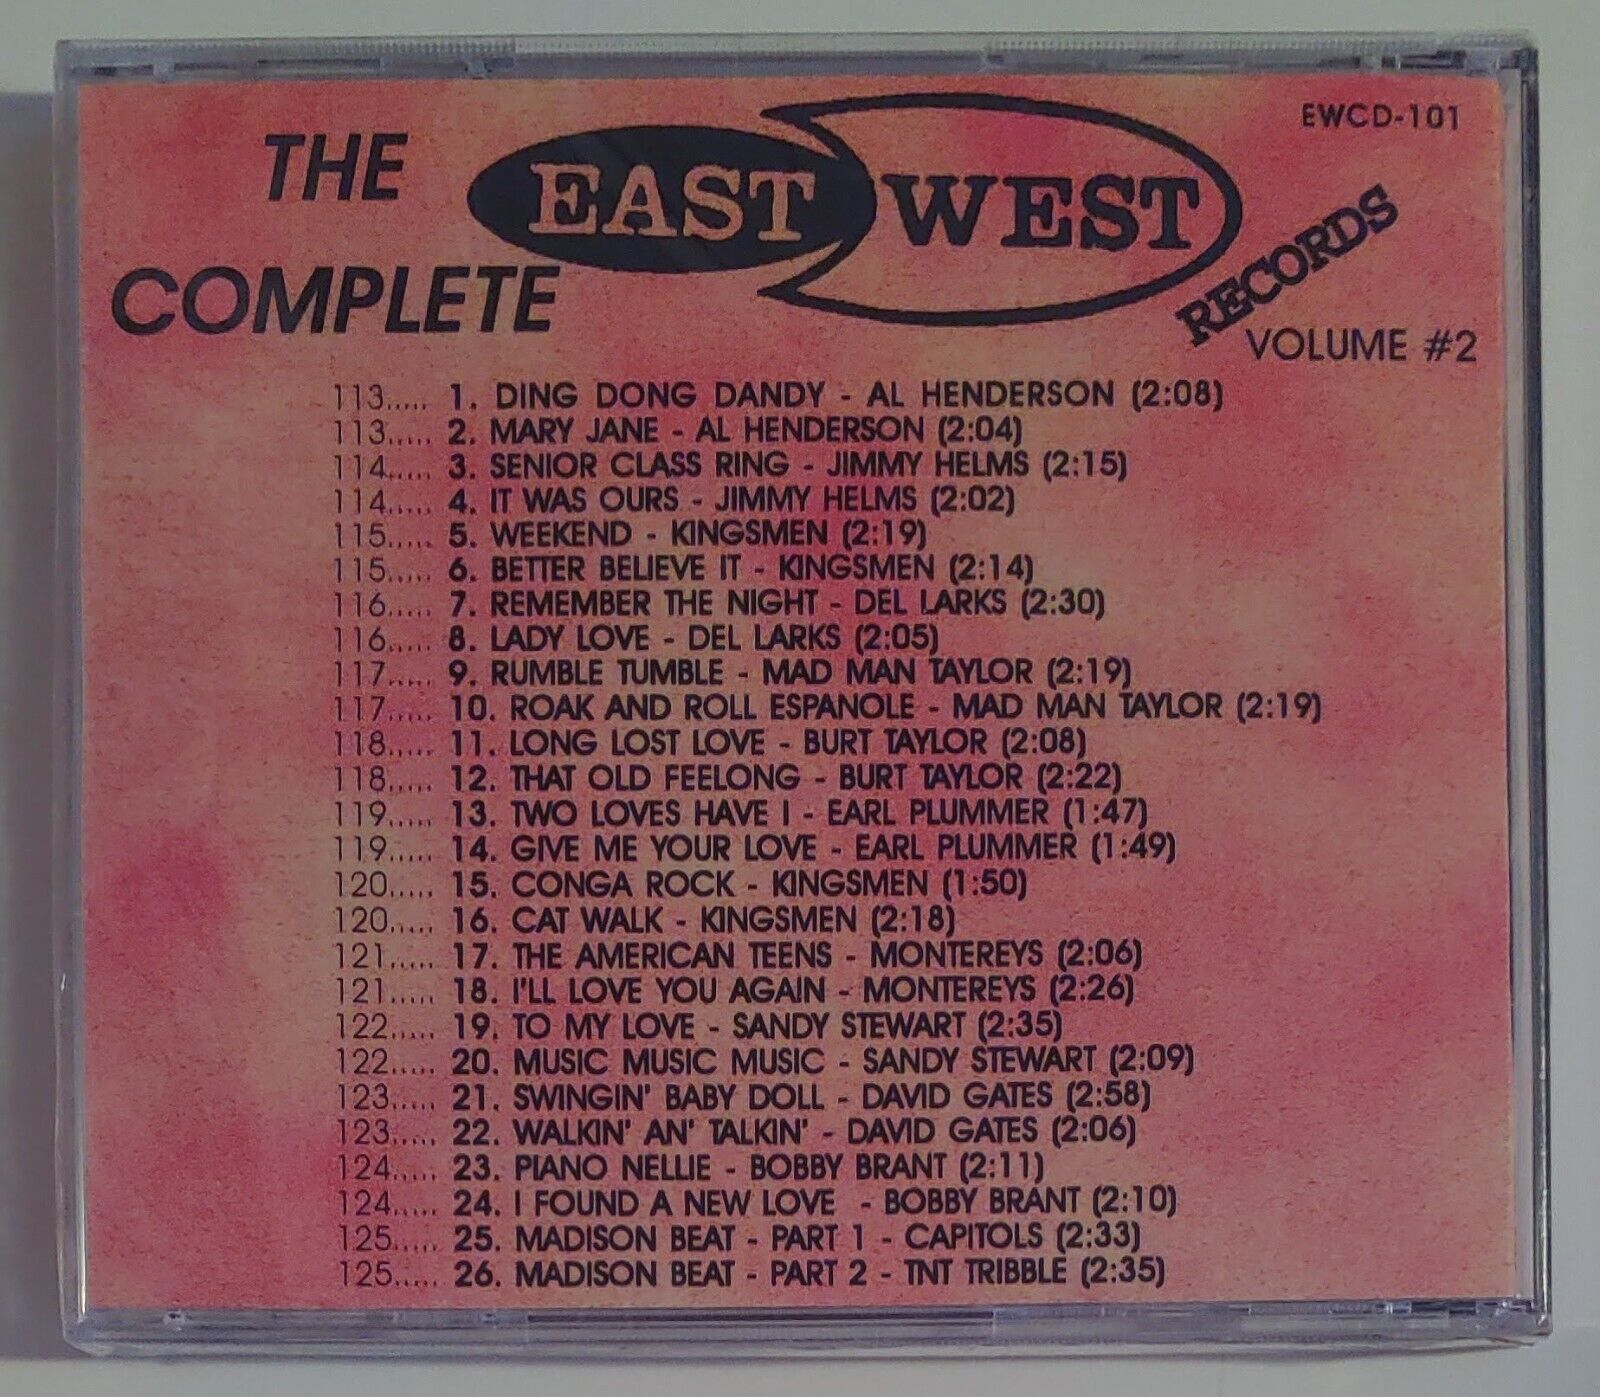 EWCD-101
THE
EAST WEST
COMPLETE
RECORDS
VOLUME #2
113..... 1. DING DONG DANDY - AL HENDERSON (2:08)
113..... 2. MARY JANE - AL HENDERSON (2:04)
114..... 3. SENIOR CLASS RING - JIMMY HELMS (2:15)
114..... 4. IT WAS OURS - JIMMY HELMS (2:02)
115..... 5. WEEKEND - KINGSMEN (2:19)
115..... 6. BETTER BELIEVE IT - KINGSMEN (2:14)
116..... 7. REMEMBER THE NIGHT - DEL LARKS (2:30)
116..... 8. LADY LOVE - DEL LARKS (2:05)
117..... 9. RUMBLE TUMBLE - MAD MAN TAYLOR (2:19)
117..... 10. ROAK AND ROLL ESPANOLE - MAD MAN TAYLOR (2:19)
118..... 11. LONG LOST LOVE - BURT TAYLOR (2:08)
118..... 12. THAT OLD FEELONG - BURT TAYLOR (2:22)
119..... 13. TWO LOVES HAVE I - EARL PLUMMER (1:47)
119..... 14. GIVE ME YOUR LOVE - EARL PLUMMER (1:49)
120..... 15. CONGA ROCK - KINGSMEN (1:50)
120..... 16. CAT WALK - KINGSMEN (2:18)
121..... 17. THE AMERICAN TEENS - MONTEREYS (2:06)
121..... 18. I'LL LOVE YOU AGAIN - MONTEREYS (2:26)
122..... 19. TO MY LOVE - SANDY STEWART (2:35)
122..... 20. MUSIC MUSIC MUSIC - SANDY STEWART (2:09)
123..... 21. SWINGIN' BABY DOLL - DAVID GATES (2:58)
123..... 22. WALKIN' AN' TALKIN' - DAVID GATES (2:06)
124..... 23. PIANO NELLIE - BOBBY BRANT (2:11)
124..... 24. I FOUND A NEW LOVE - BOBBY BRANT (2:10)
125..... 25. MADISON BEAT - PART 1 - CAPITOLS (2:33)
125..... 26. MADISON BEAT - PART 2 - TNT TRIBBLE (2:35)